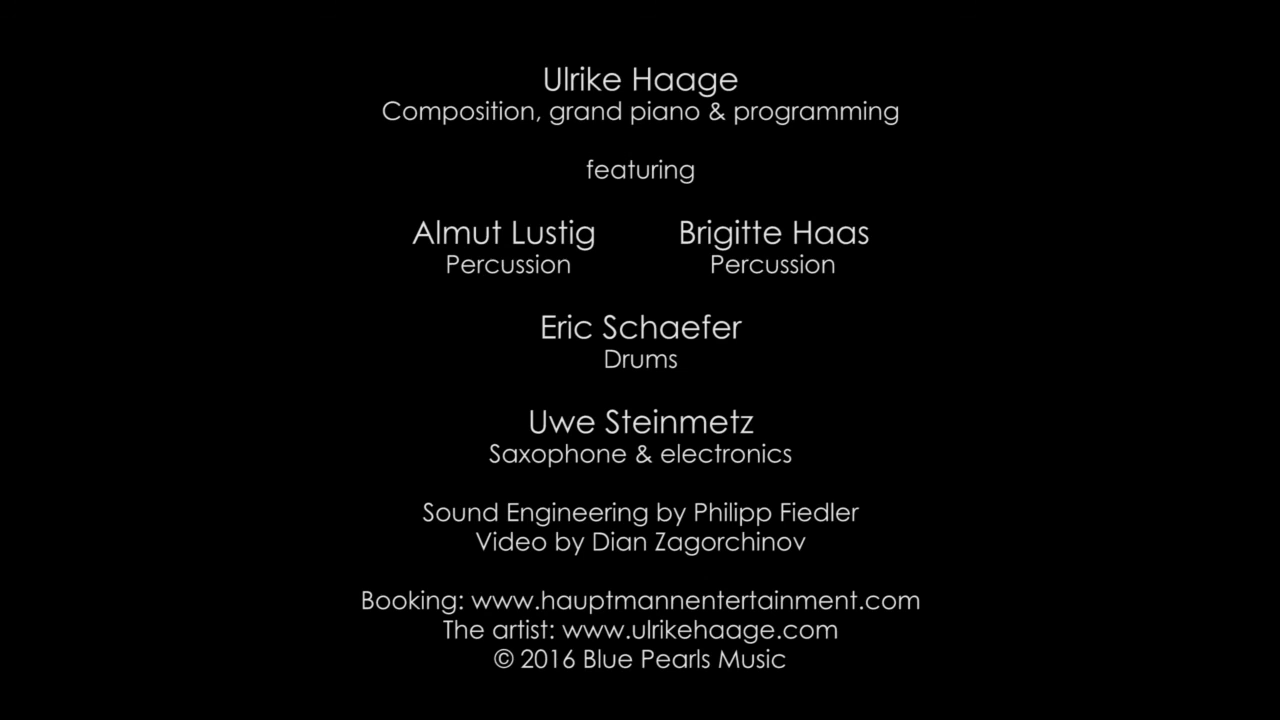 Ulrike Haage
Composition, grand piano & programming
featuring
Almut Lustig
Percussion
Brigitte Haas
Percussion
Eric Schaefer
Drums
Uwe Steinmetz
Saxophone & electronics
Sound Engineering by Philipp Fiedler
Video by Dian Zagorchinov
Booking: www.hauptmannentertainment.com
The artist: www.ulrikehaage.com
© 2016 Blue Pearls Music